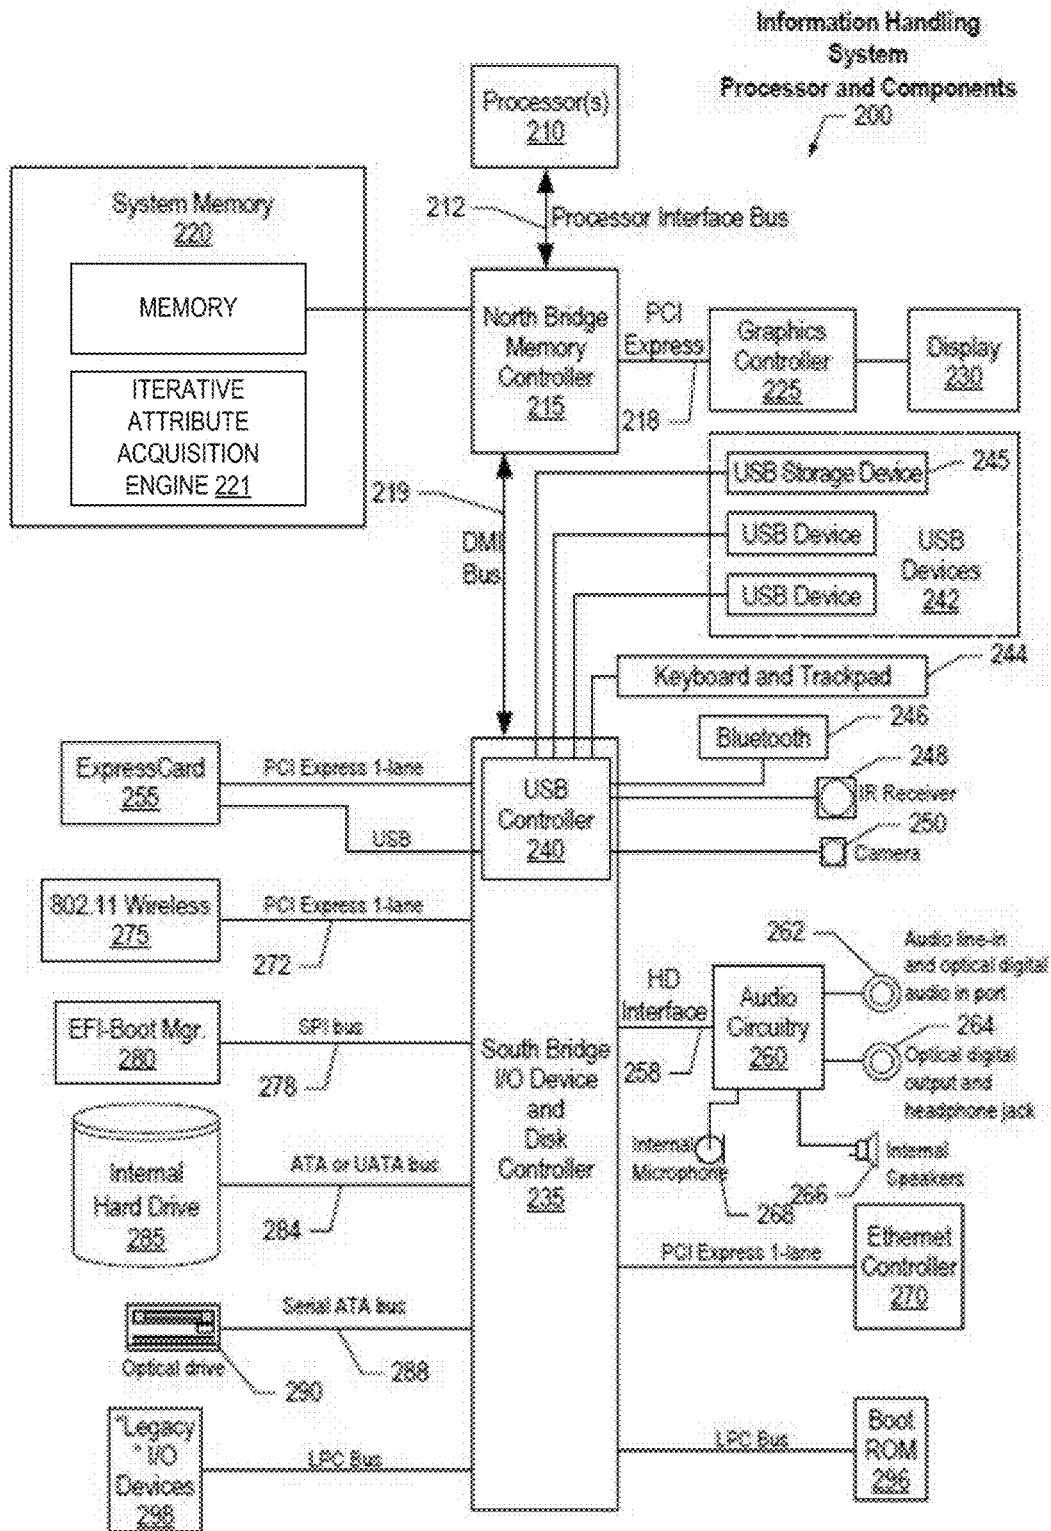 Information Handling
System
Processor and Components
200
Processor(s)
210
212
Processor Interface Bus
System Memory
220
MEMORY
ITERATIVE
ATTRIBUTE
ACQUISITION
ENGINE 221
North Bridge
Memory
Controller
215
PCI
Express
218
Graphics
Controller
225
Display
230
219
DMI
Bus
USB Storage Device
245
USB Device
USB Device
USB
Devices
242
Keyboard and Trackpad
244
Bluetooth
246
248
IR Receiver
250
Camera
ExpressCard
255
PCI Express 1-lane
USB
USB
Controller
240
802.11 Wireless
275
PCI Express 1-lane
272
EFI-Boot Mgr.
280
SPI bus
278
Internal
Hard Drive
285
ATA or UATA bus
284
Optical drive
290
Serial ATA bus
288
"Legacy
" I/O
Devices
298
LPC Bus
South Bridge
I/O Device
and
Disk
Controller
235
HD
Interface
258
Audio
Circuitry
260
262
Audio line-in
and optical digital
audio in port
264
Optical digital
output and
headphone jack
Internal
Microphone
268
266
Internal
Speakers
PCI Express 1-lane
Ethernet
Controller
270
LPC Bus
Boot
ROM
296